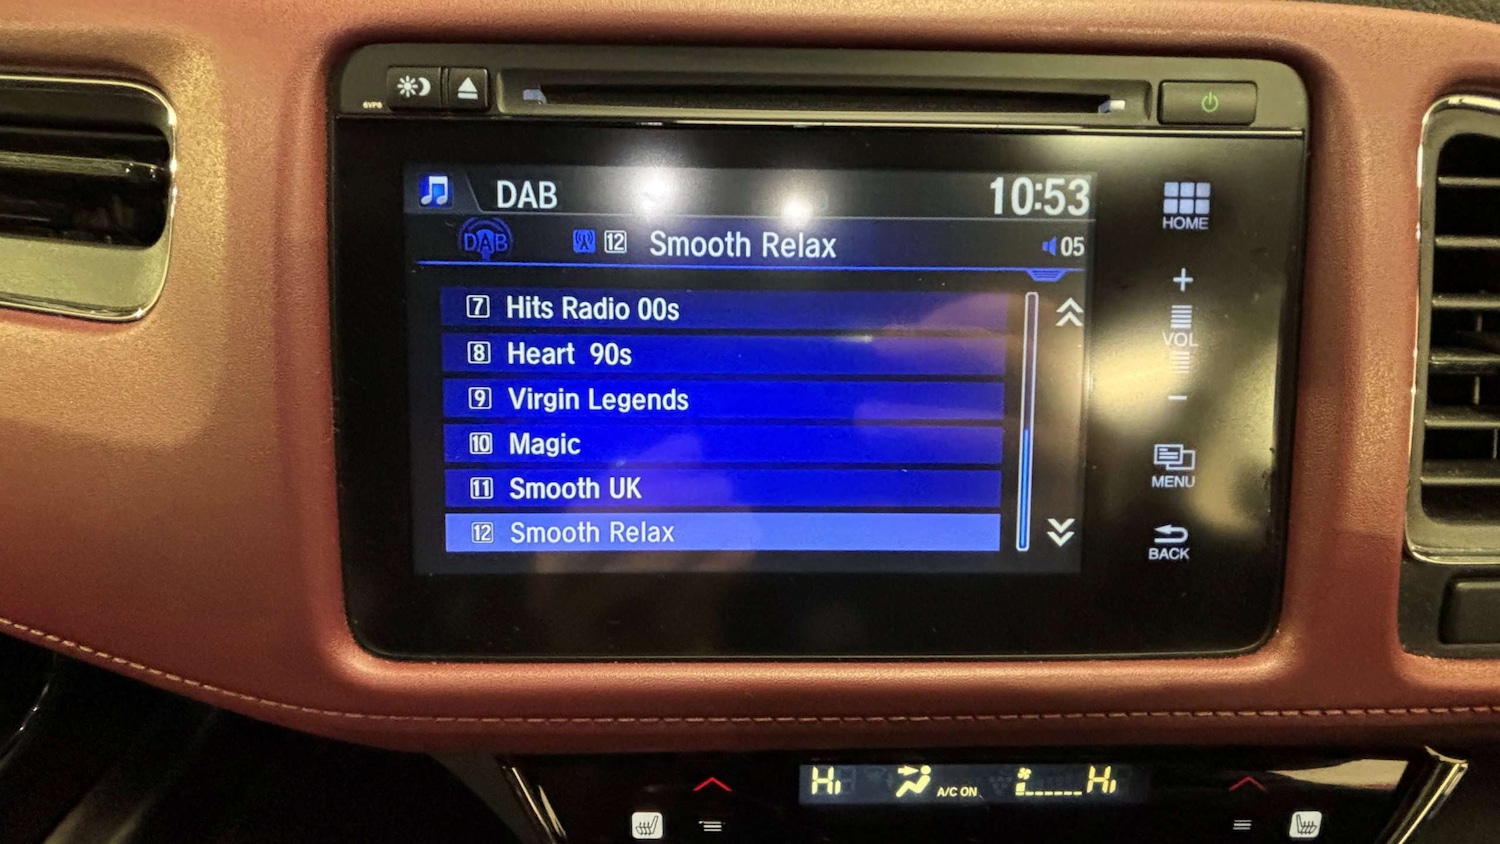 6VP6
DAB 10:53
DAB 12 Smooth Relax 05
7 Hits Radio 00s
8 Heart 90s
9 Virgin Legends
10 Magic
11 Smooth UK
12 Smooth Relax
HOME
+
VOL
−
MENU
BACK
Hi A/C ON Hi